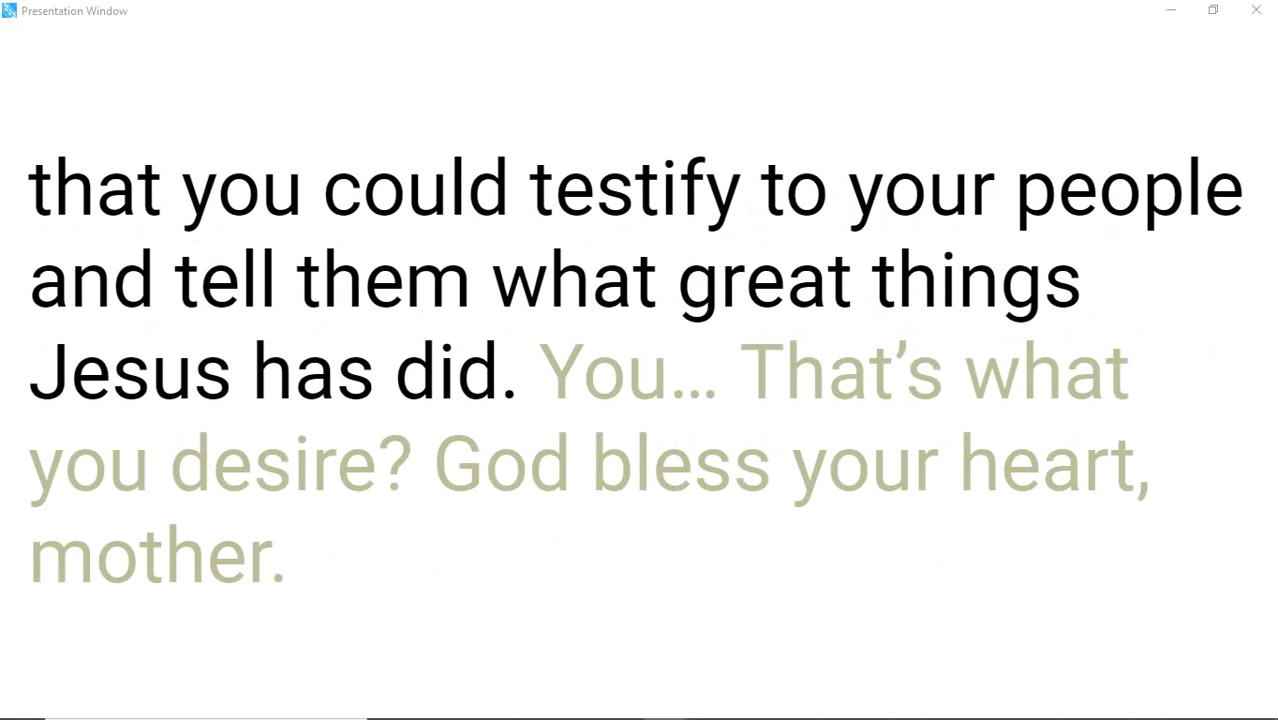 Presentation Window
that you could testify to your people
and tell them what great things
Jesus has did. You... That’s what
you desire? God bless your heart,
mother.